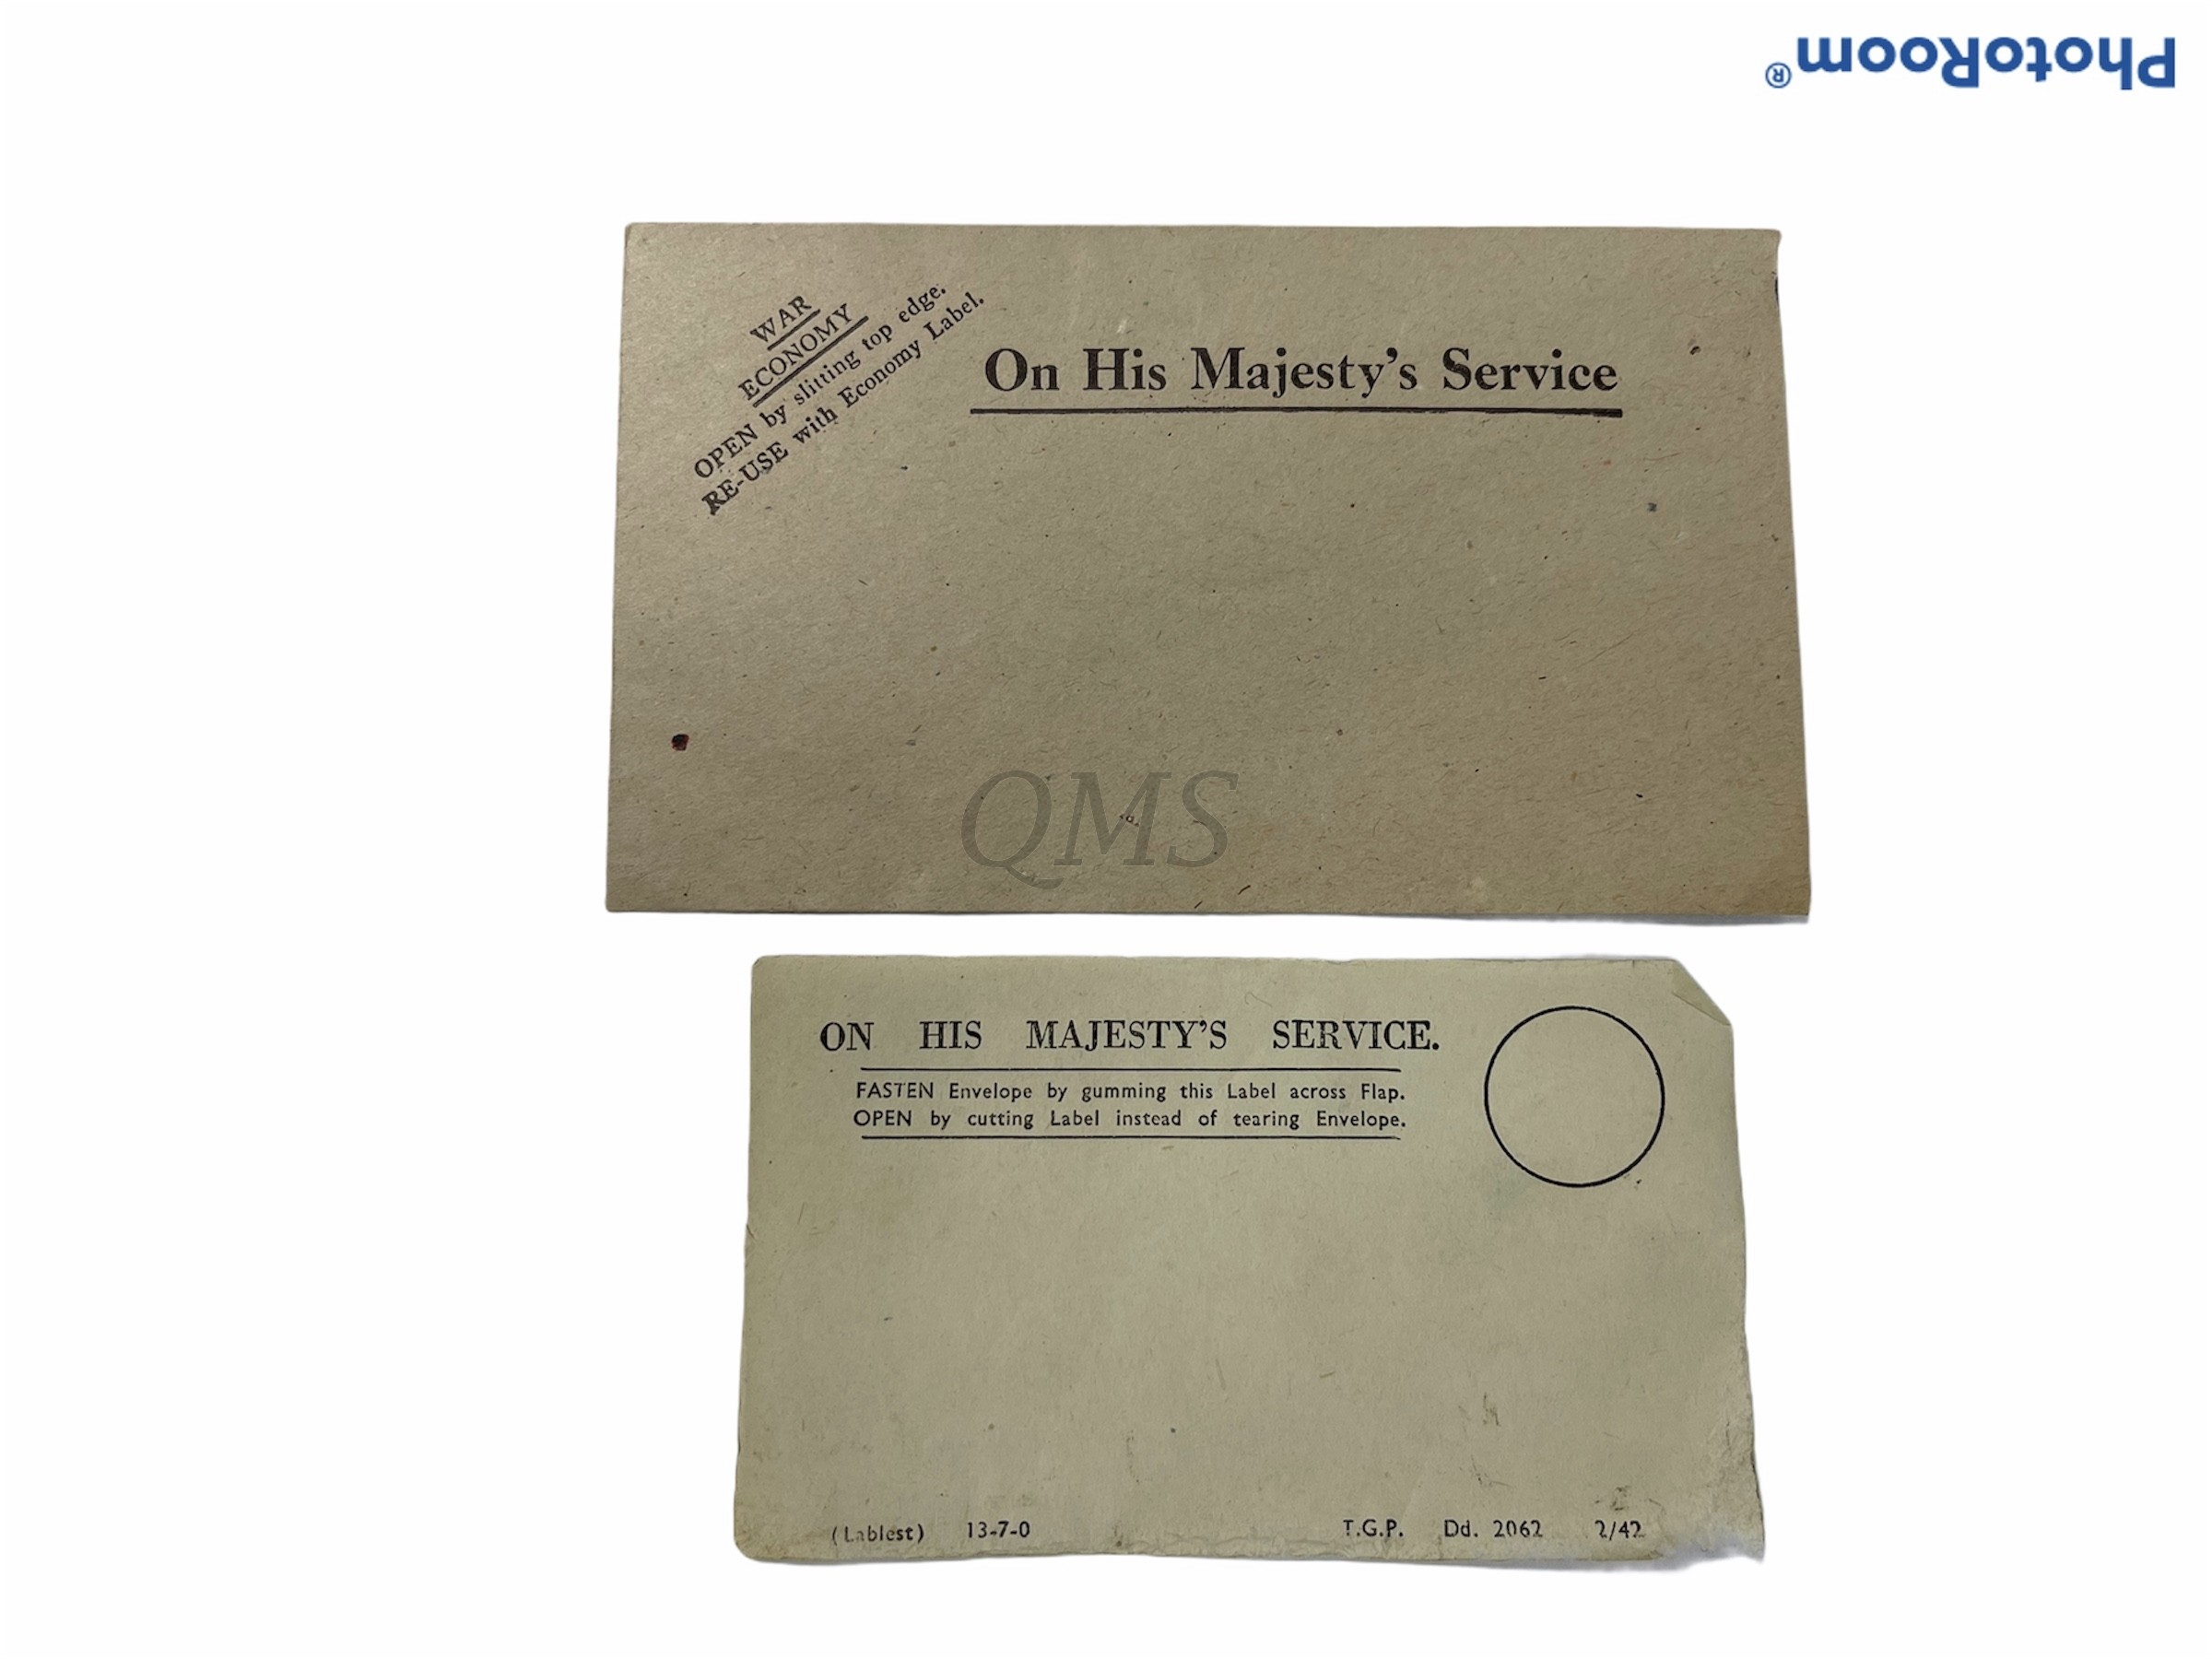 PhotoRoom®
WAR
ECONOMY
OPEN by slitting top edge.
RE-USE with Economy Label.
On His Majesty's Service
QMS
ON HIS MAJESTY'S SERVICE.
FASTEN Envelope by gumming this Label across Flap.
OPEN by cutting Label instead of tearing Envelope.
(Lablest) 13-7-0 T.G.P. Dd. 2062 2/42